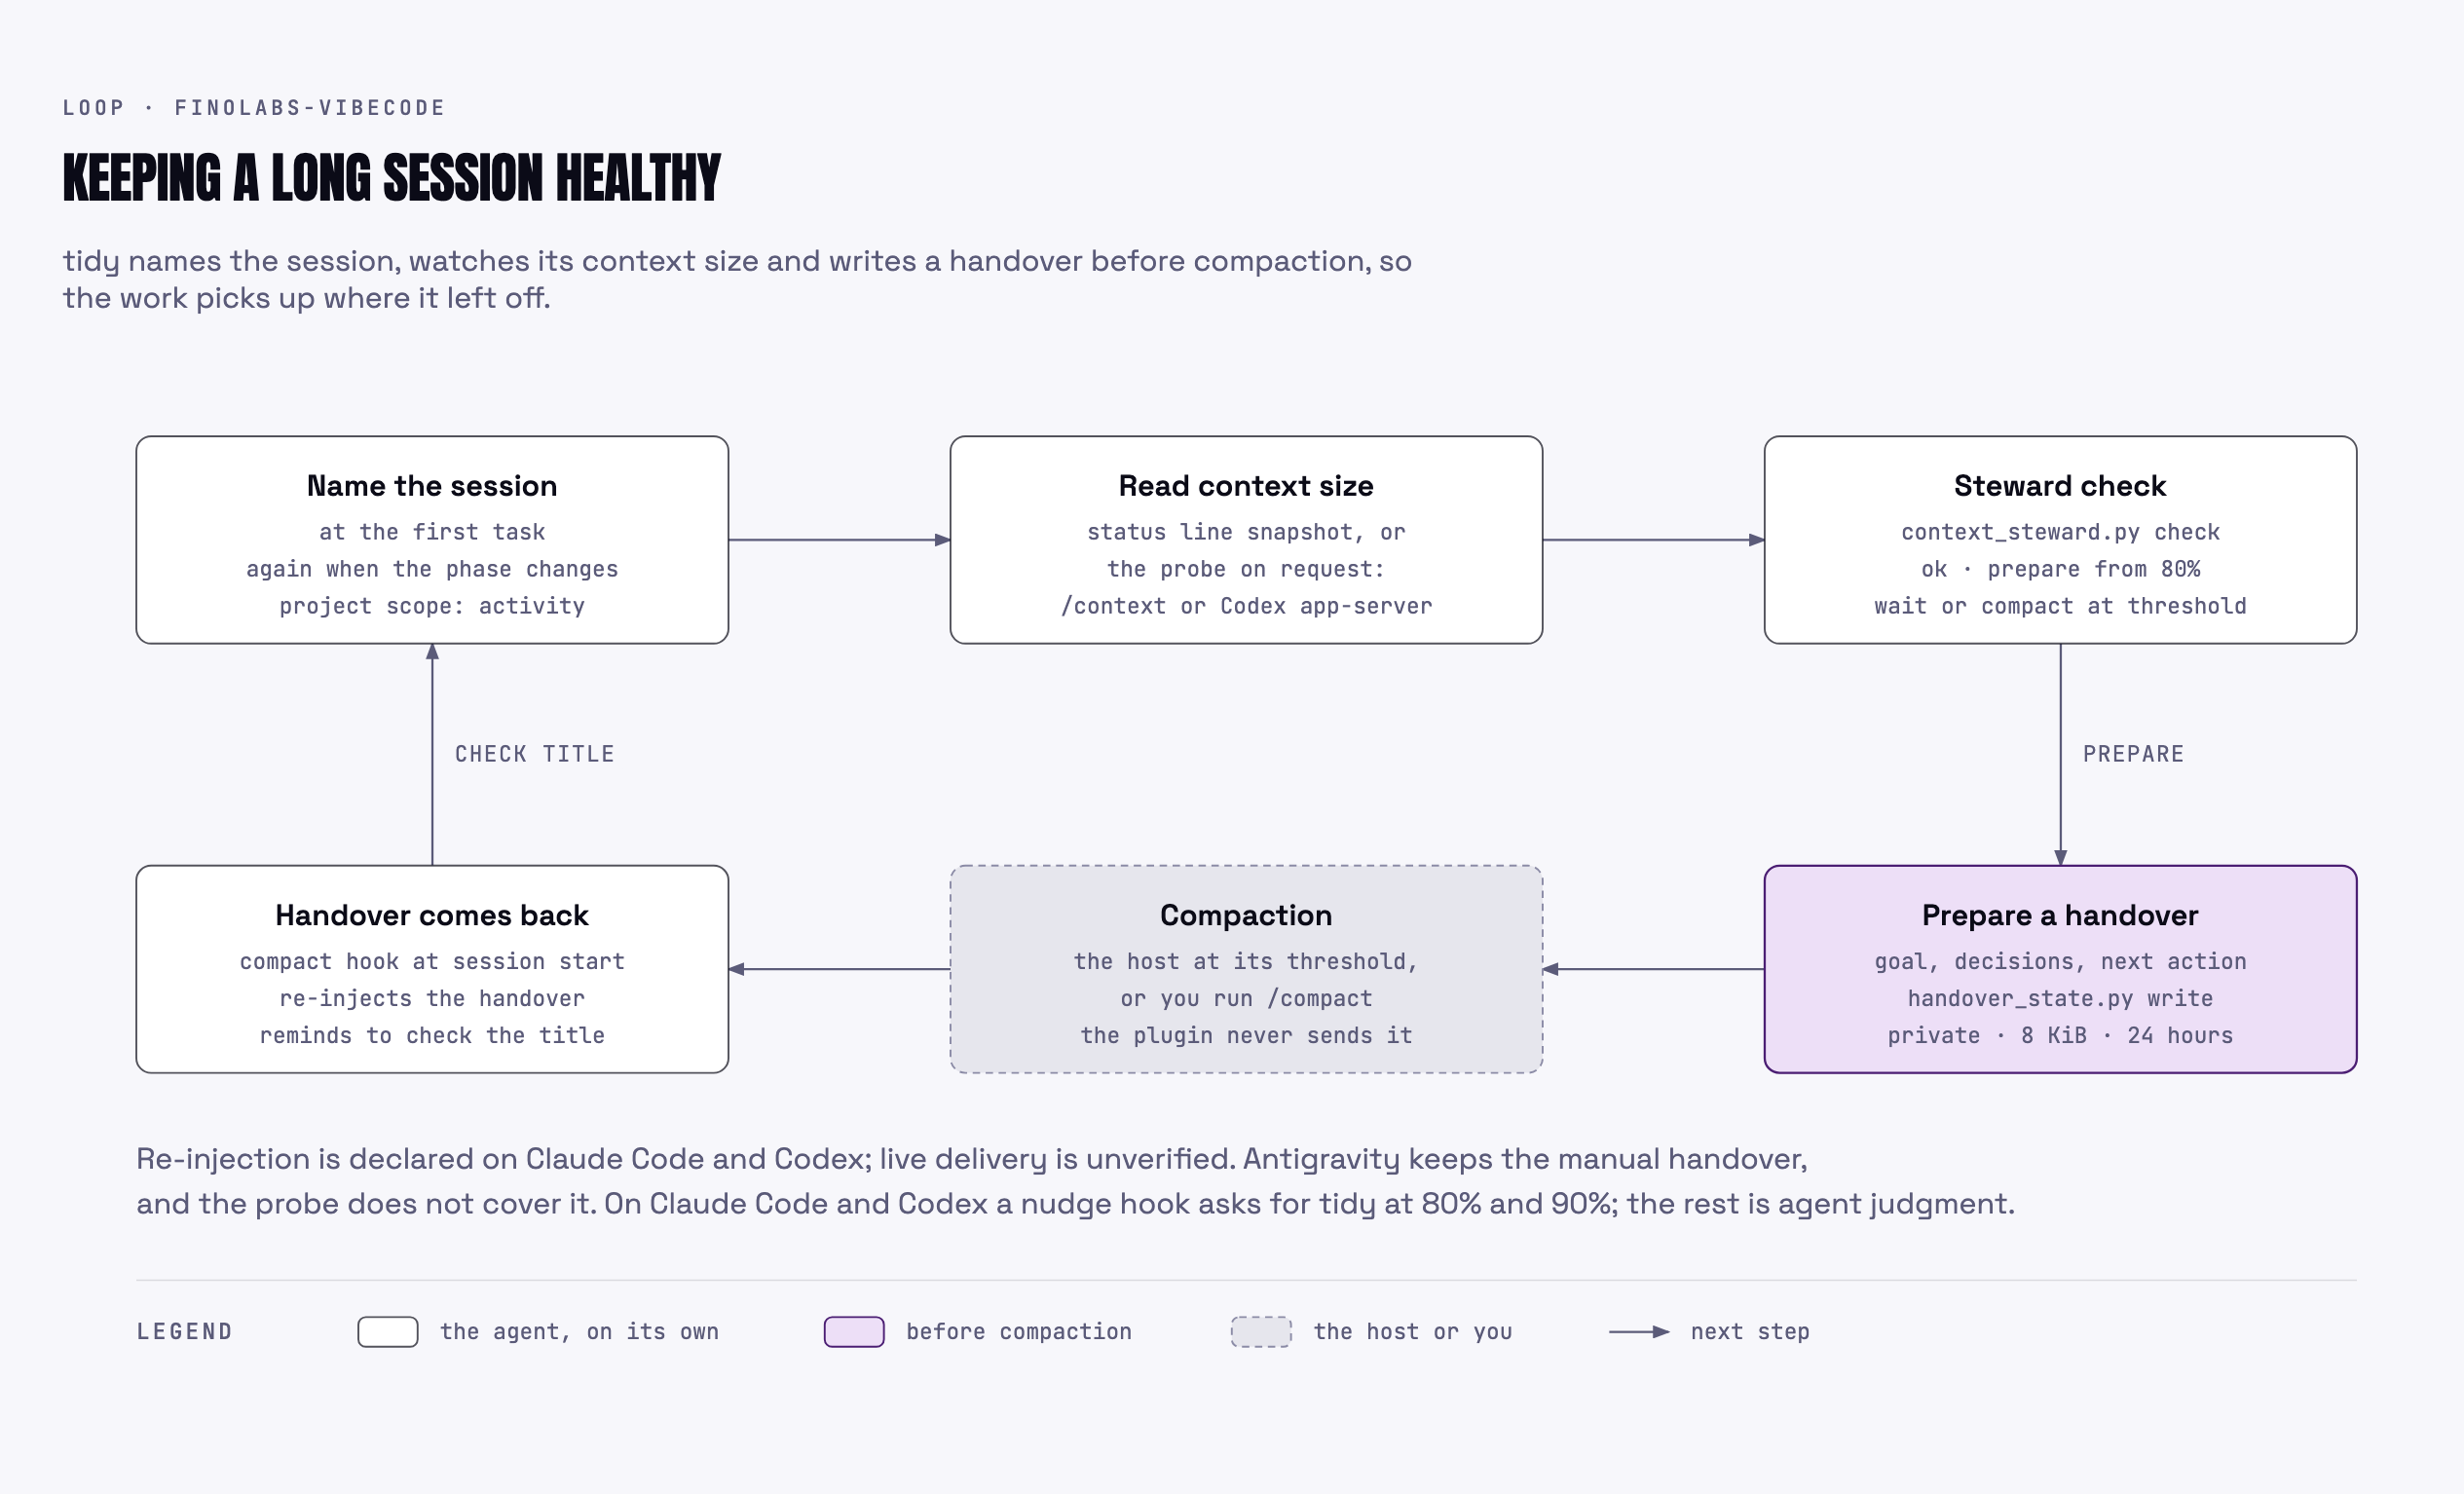 LOOP · FINOLABS-VIBECODE
KEEPING A LONG SESSION HEALTHY
tidy names the session, watches its context size and writes a handover before compaction, so
the work picks up where it left off.
Name the session
at the first task
again when the phase changes
project scope: activity
Read context size
status line snapshot, or
the probe on request:
/context or Codex app-server
Steward check
context_steward.py check
ok · prepare from 80%
wait or compact at threshold
CHECK TITLE
PREPARE
Handover comes back
compact hook at session start
re-injects the handover
reminds to check the title
Compaction
the host at its threshold,
or you run /compact
the plugin never sends it
Prepare a handover
goal, decisions, next action
handover_state.py write
private · 8 KiB · 24 hours
Re-injection is declared on Claude Code and Codex; live delivery is unverified. Antigravity keeps the manual handover,
and the probe does not cover it. On Claude Code and Codex a nudge hook asks for tidy at 80% and 90%; the rest is agent judgment.
LEGEND
the agent, on its own
before compaction
the host or you
next step